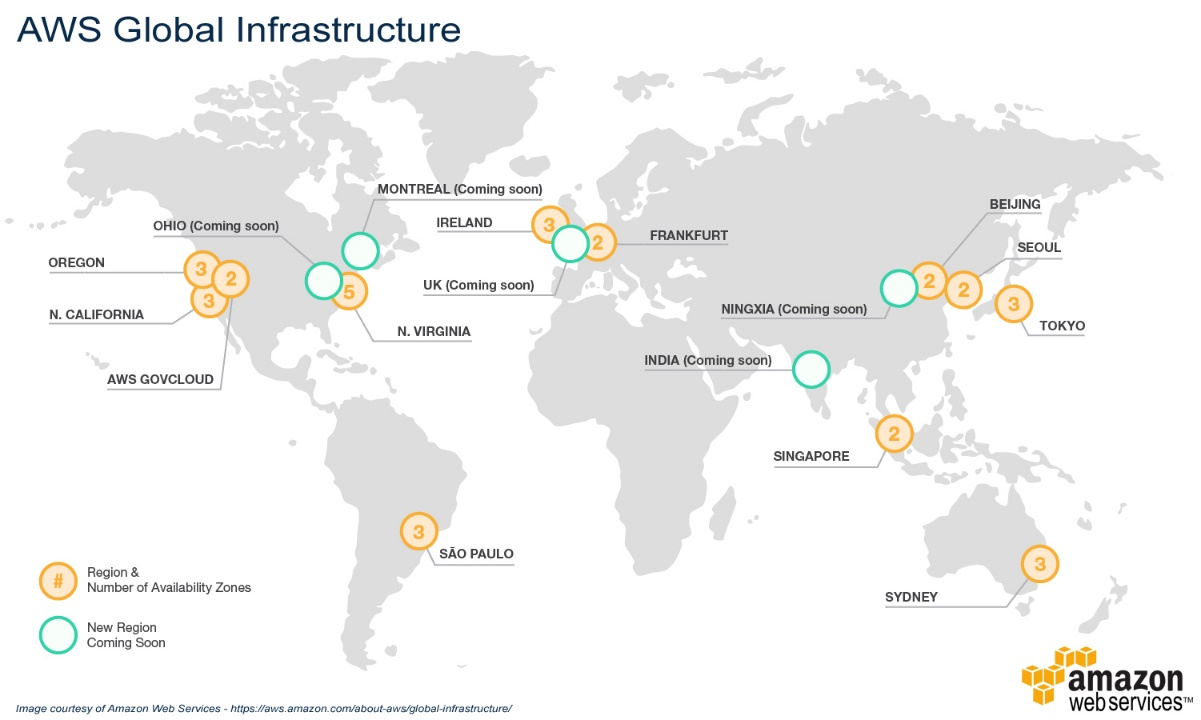 AWS Global Infrastructure
MONTREAL (Coming soon)
BEIJING
OHIO (Coming soon)
IRELAND
3
FRANKFURT
2
SEOUL
OREGON
3
2
3
5
UK (Coming soon)
2
2
NINGXIA (Coming soon)
3
N. CALIFORNIA
N. VIRGINIA
TOKYO
AWS GOVCLOUD
INDIA (Coming soon)
2
SINGAPORE
3
SÃO PAULO
3
SYDNEY
#
Region &
Number of Availability Zones
New Region
Coming Soon
amazon
web services™
Image courtesy of Amazon Web Services - https://aws.amazon.com/about-aws/global-infrastructure/